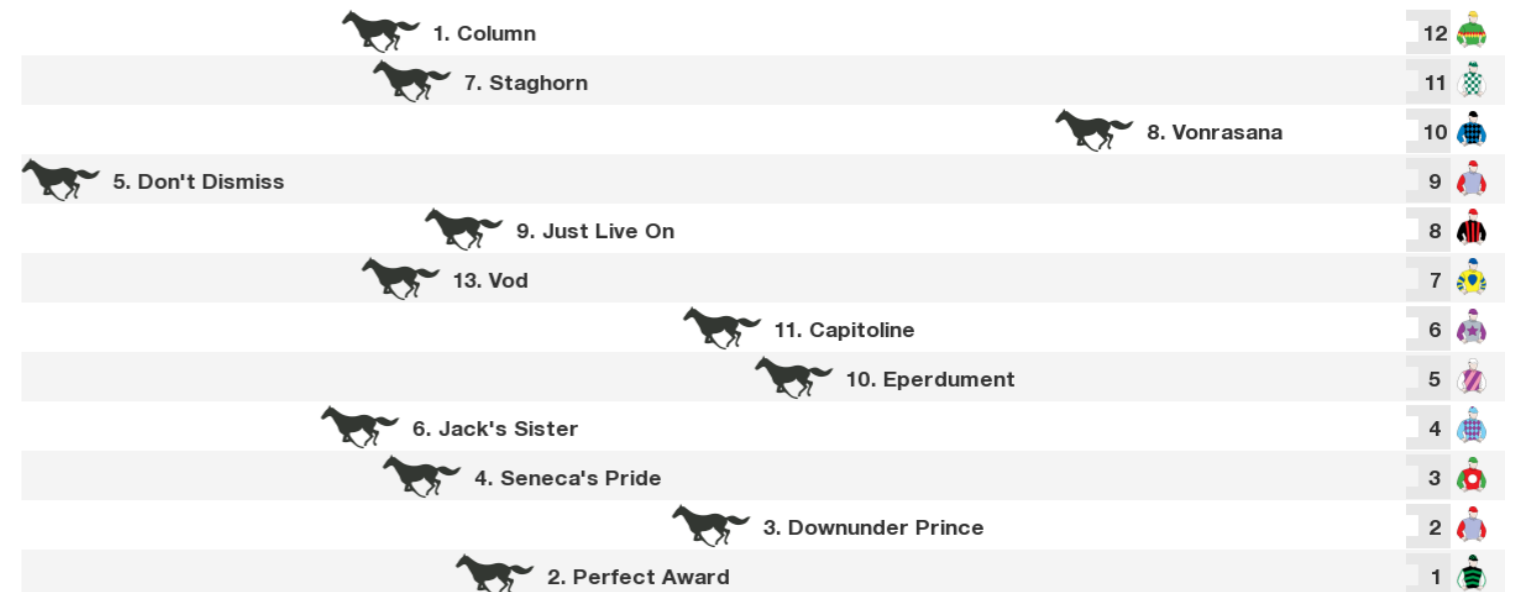 1. Column 12
7. Staghorn 11
8. Vonrasana 10
5. Don't Dismiss 9
9. Just Live On 8
13. Vod 7
11. Capitoline 6
10. Eperdument 5
6. Jack's Sister 4
4. Seneca's Pride 3
3. Downunder Prince 2
2. Perfect Award 1